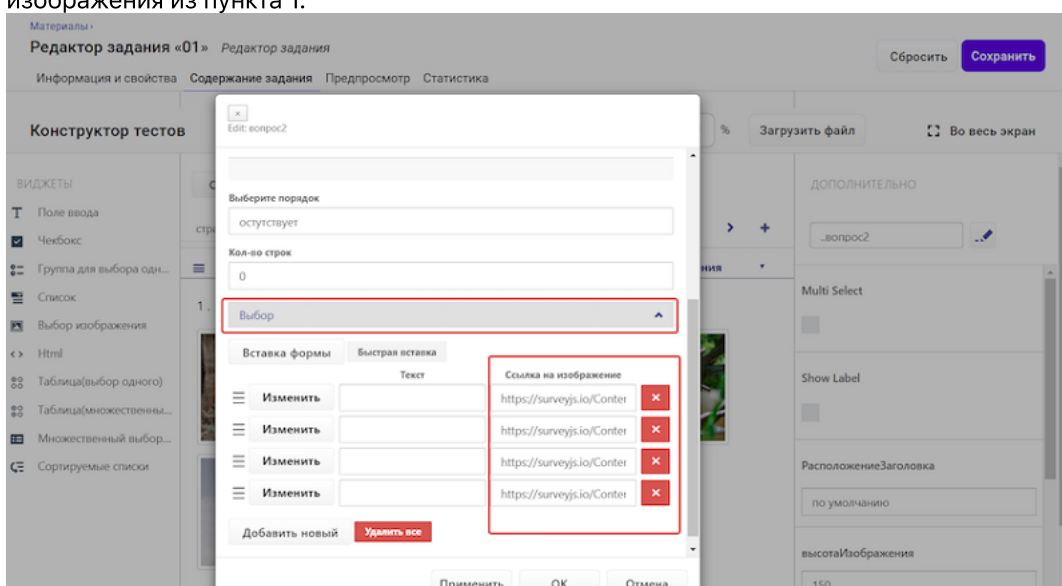 изображения из пункта 1.
Материалы ›
Редактор задания «01» Редактор задания
Сбросить
Сохранить
Информация и свойства Содержание задания Предпросмотр Статистика
Конструктор тестов
%
Загрузить файл
Во весь экран
×
Edit: вопрос2
ВИДЖЕТЫ
Поле ввода
Чекбокс
Группа для выбора одн...
Список
Выбор изображения
Html
Таблица(выбор одного)
Таблица(множественны...
Множественный выбор...
Сортируемые списки
1.
Выберите порядок
остутствует
Кол-во строк
0
Выбор
Вставка формы Быстрая вставка
Текст Ссылка на изображение
Изменить https://surveyjs.io/Conter ×
Изменить https://surveyjs.io/Conter ×
Изменить https://surveyjs.io/Conter ×
Изменить https://surveyjs.io/Conter ×
Добавить новый Удалить все
Применить OK Отмена
ДОПОЛНИТЕЛЬНО
_вопрос2
Multi Select
Show Label
РасположениеЗаголовка
по умолчанию
высотаИзображения
150